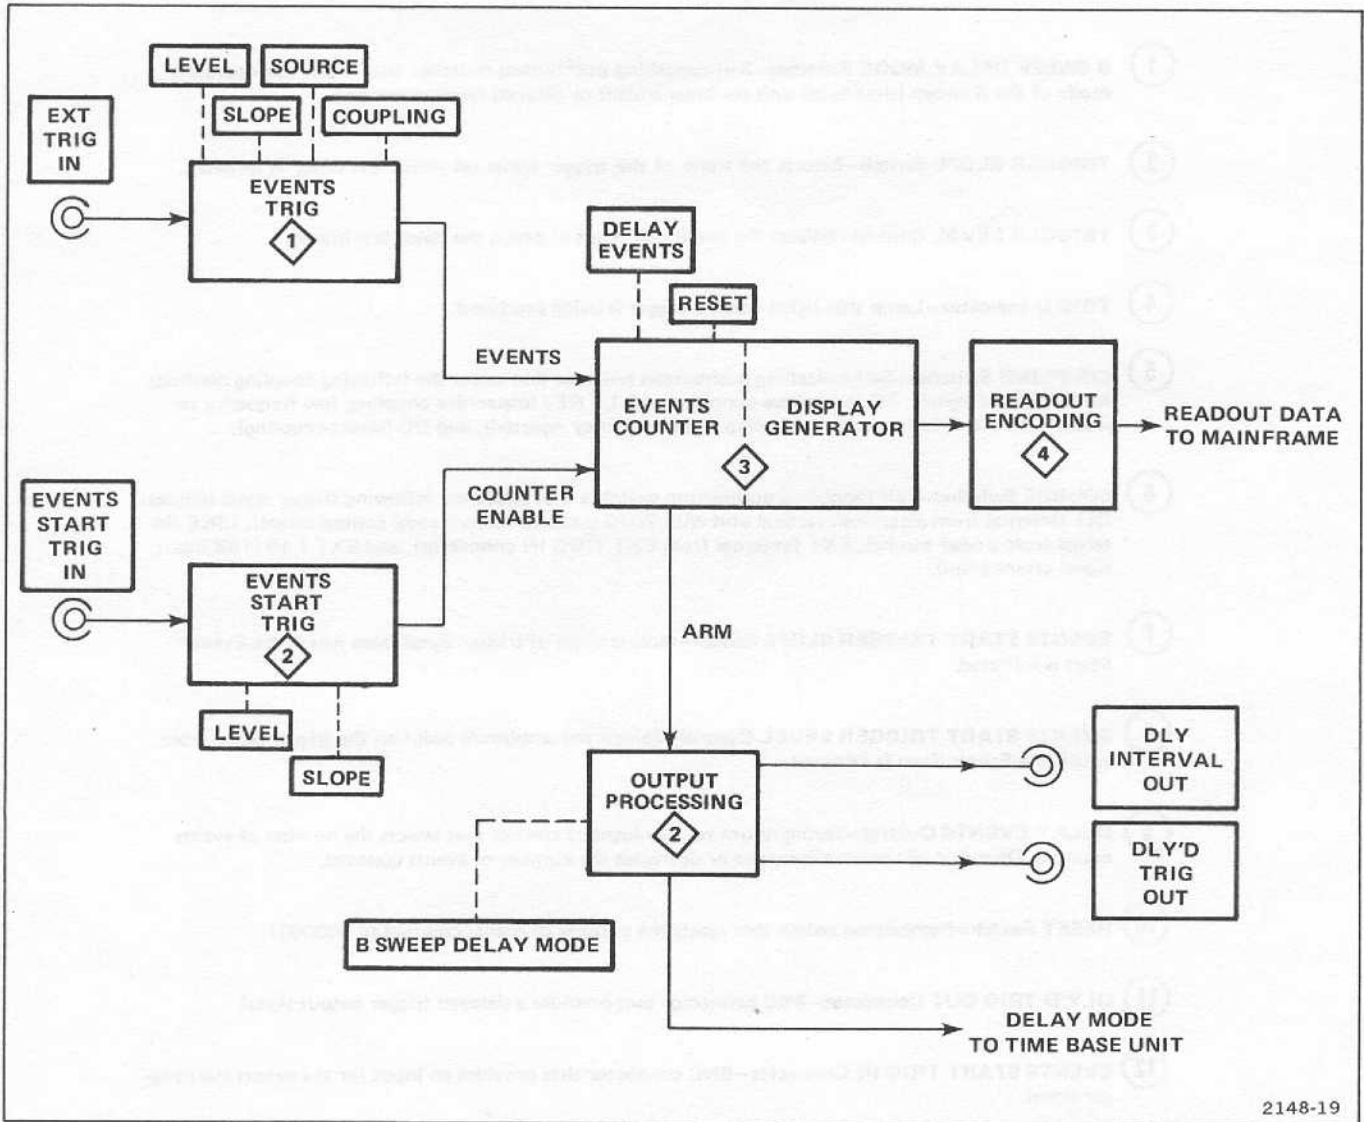 LEVEL
SOURCE
EXT
TRIG
IN
SLOPE
COUPLING
EVENTS
TRIG
1
DELAY
EVENTS
RESET
EVENTS
EVENTS
COUNTER
DISPLAY
GENERATOR
3
READOUT
ENCODING
4
READOUT DATA
TO MAINFRAME
EVENTS
START
TRIG
IN
COUNTER
ENABLE
EVENTS
START
TRIG
2
ARM
LEVEL
SLOPE
OUTPUT
PROCESSING
2
DLY
INTERVAL
OUT
DLY'D
TRIG
OUT
B SWEEP DELAY MODE
DELAY MODE
TO TIME BASE UNIT
2148-19